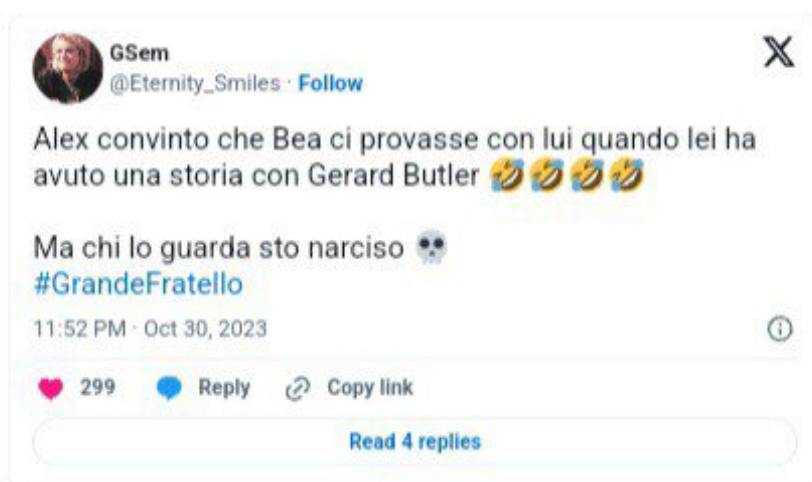 GSem
@Eternity_Smiles · Follow
Alex convinto che Bea ci provasse con lui quando lei ha
avuto una storia con Gerard Butler 🤣🤣🤣🤣
Ma chi lo guarda sto narciso 💀
#GrandeFratello
11:52 PM · Oct 30, 2023
299 Reply Copy link
Read 4 replies